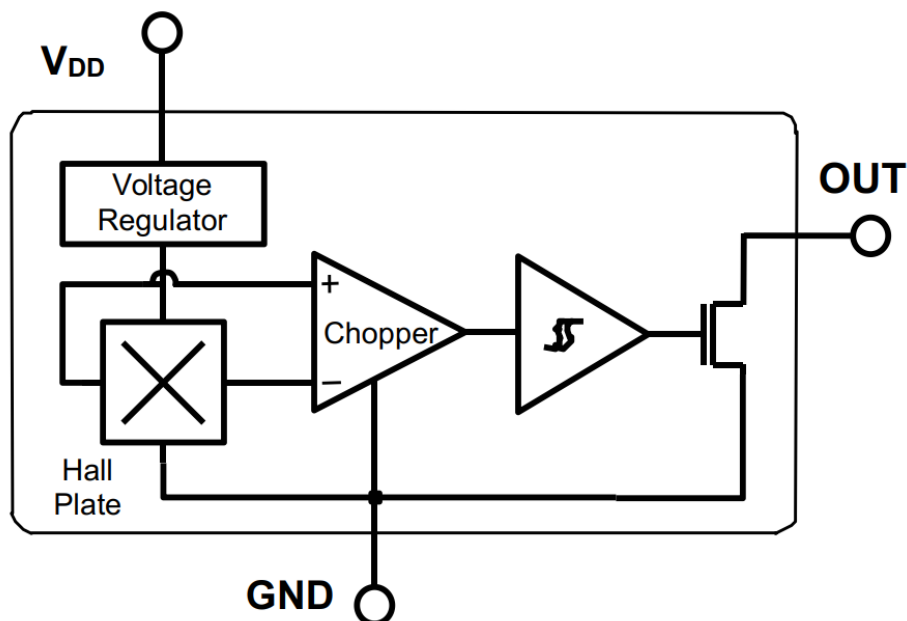 VDD
Voltage
Regulator
OUT
+
Chopper
−
Hall
Plate
GND